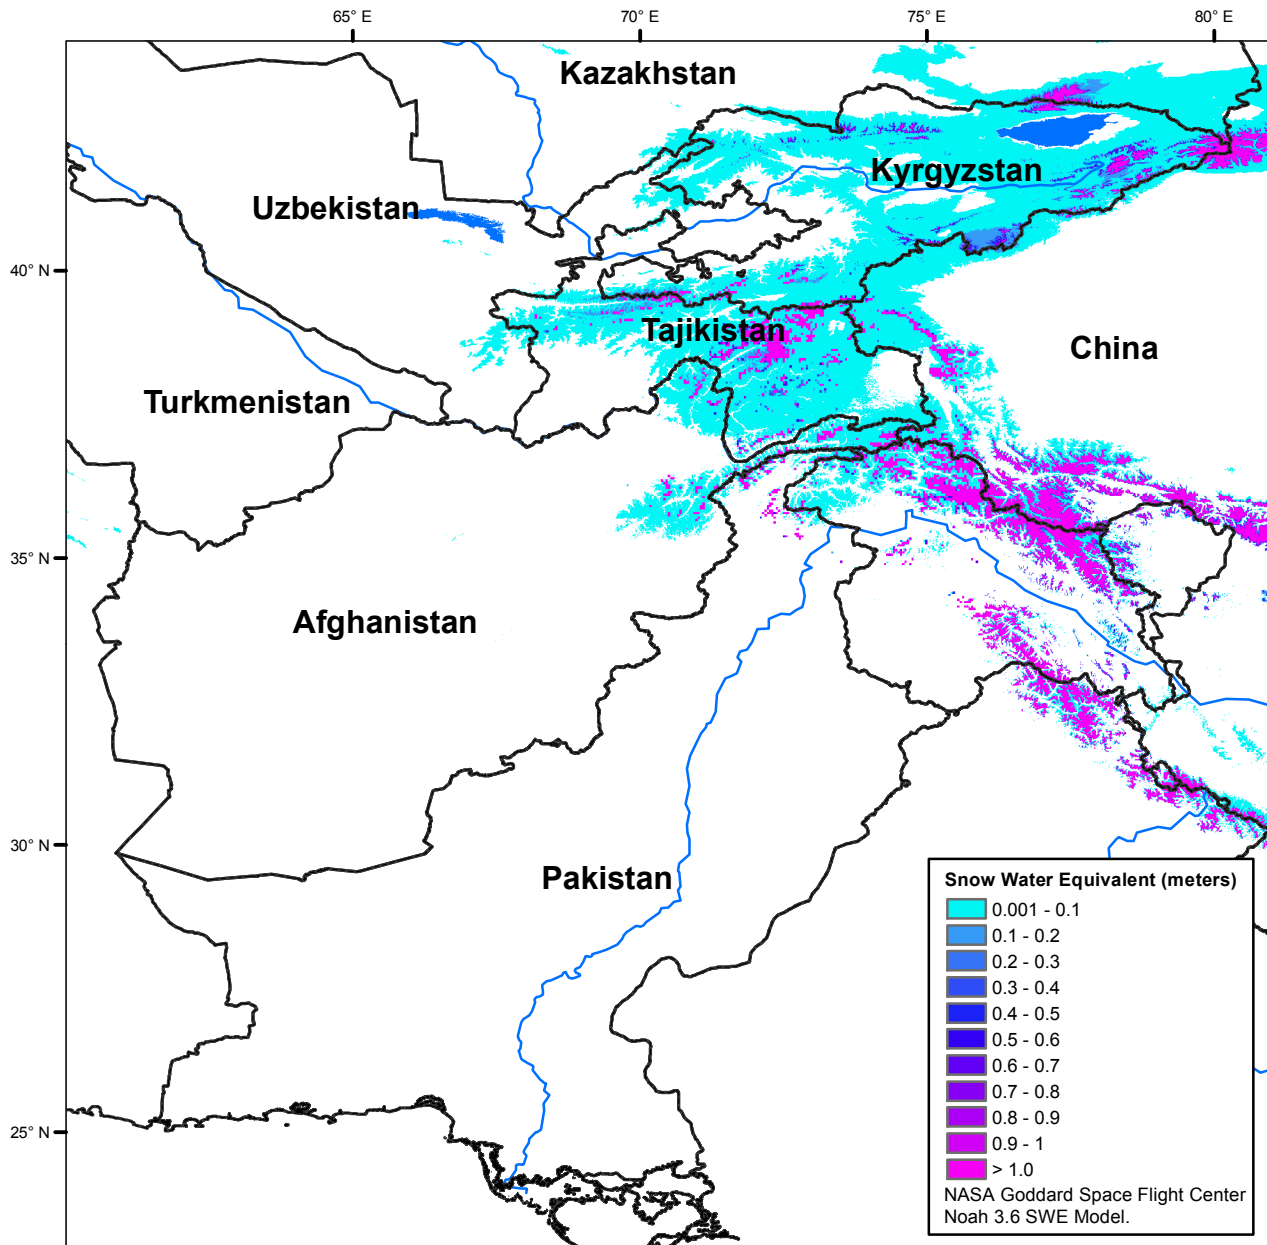 65° E
70° E
75° E
80° E
Kazakhstan
Kyrgyzstan
Uzbekistan
40° N
Tajikistan
China
Turkmenistan
35° N
Afghanistan
30° N
Pakistan
25° N
Snow Water Equivalent (meters)
0.001 - 0.1
0.1 - 0.2
0.2 - 0.3
0.3 - 0.4
0.4 - 0.5
0.5 - 0.6
0.6 - 0.7
0.7 - 0.8
0.8 - 0.9
0.9 - 1
> 1.0
NASA Goddard Space Flight Center
Noah 3.6 SWE Model.